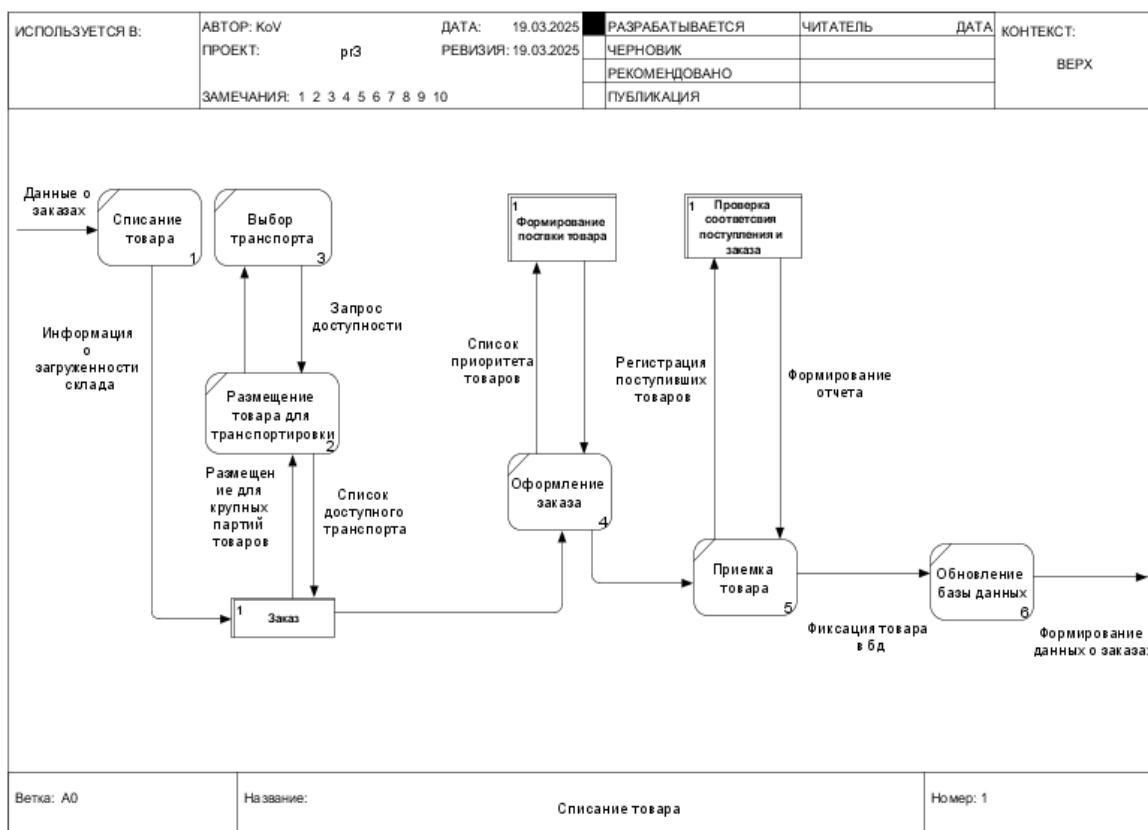 ИСПОЛЬЗУЕТСЯ В:
АВТОР: KoV
ДАТА: 19.03.2025
ПРОЕКТ: pr3
РЕВИЗИЯ: 19.03.2025
ЗАМЕЧАНИЯ: 1 2 3 4 5 6 7 8 9 10
РАЗРАБАТЫВАЕТСЯ
ЧЕРНОВИК
РЕКОМЕНДОВАНО
ПУБЛИКАЦИЯ
ЧИТАТЕЛЬ
ДАТА
КОНТЕКСТ:
ВЕРХ
Данные о
заказах
Списание
товара
1
Выбор
транспорта
3
1
Формирование
поствки товара
1
Проверка
соответсвия
поступления и
заказа
Информация
о
загруженности
склада
Запрос
доступности
Список
приоритета
товаров
Регистрация
поступивших
товаров
Формирование
отчета
Размещение
товара для
транспортировки
2
Размещен
ие для
крупных
партий
товаров
Список
доступного
транспорта
Оформление
заказа
4
1
Заказ
Приемка
товара
5
Обновление
базы данных
6
Фиксация товара
в бд
Формирование
данных о заказах
Ветка: A0
Название:
Списание товара
Номер: 1